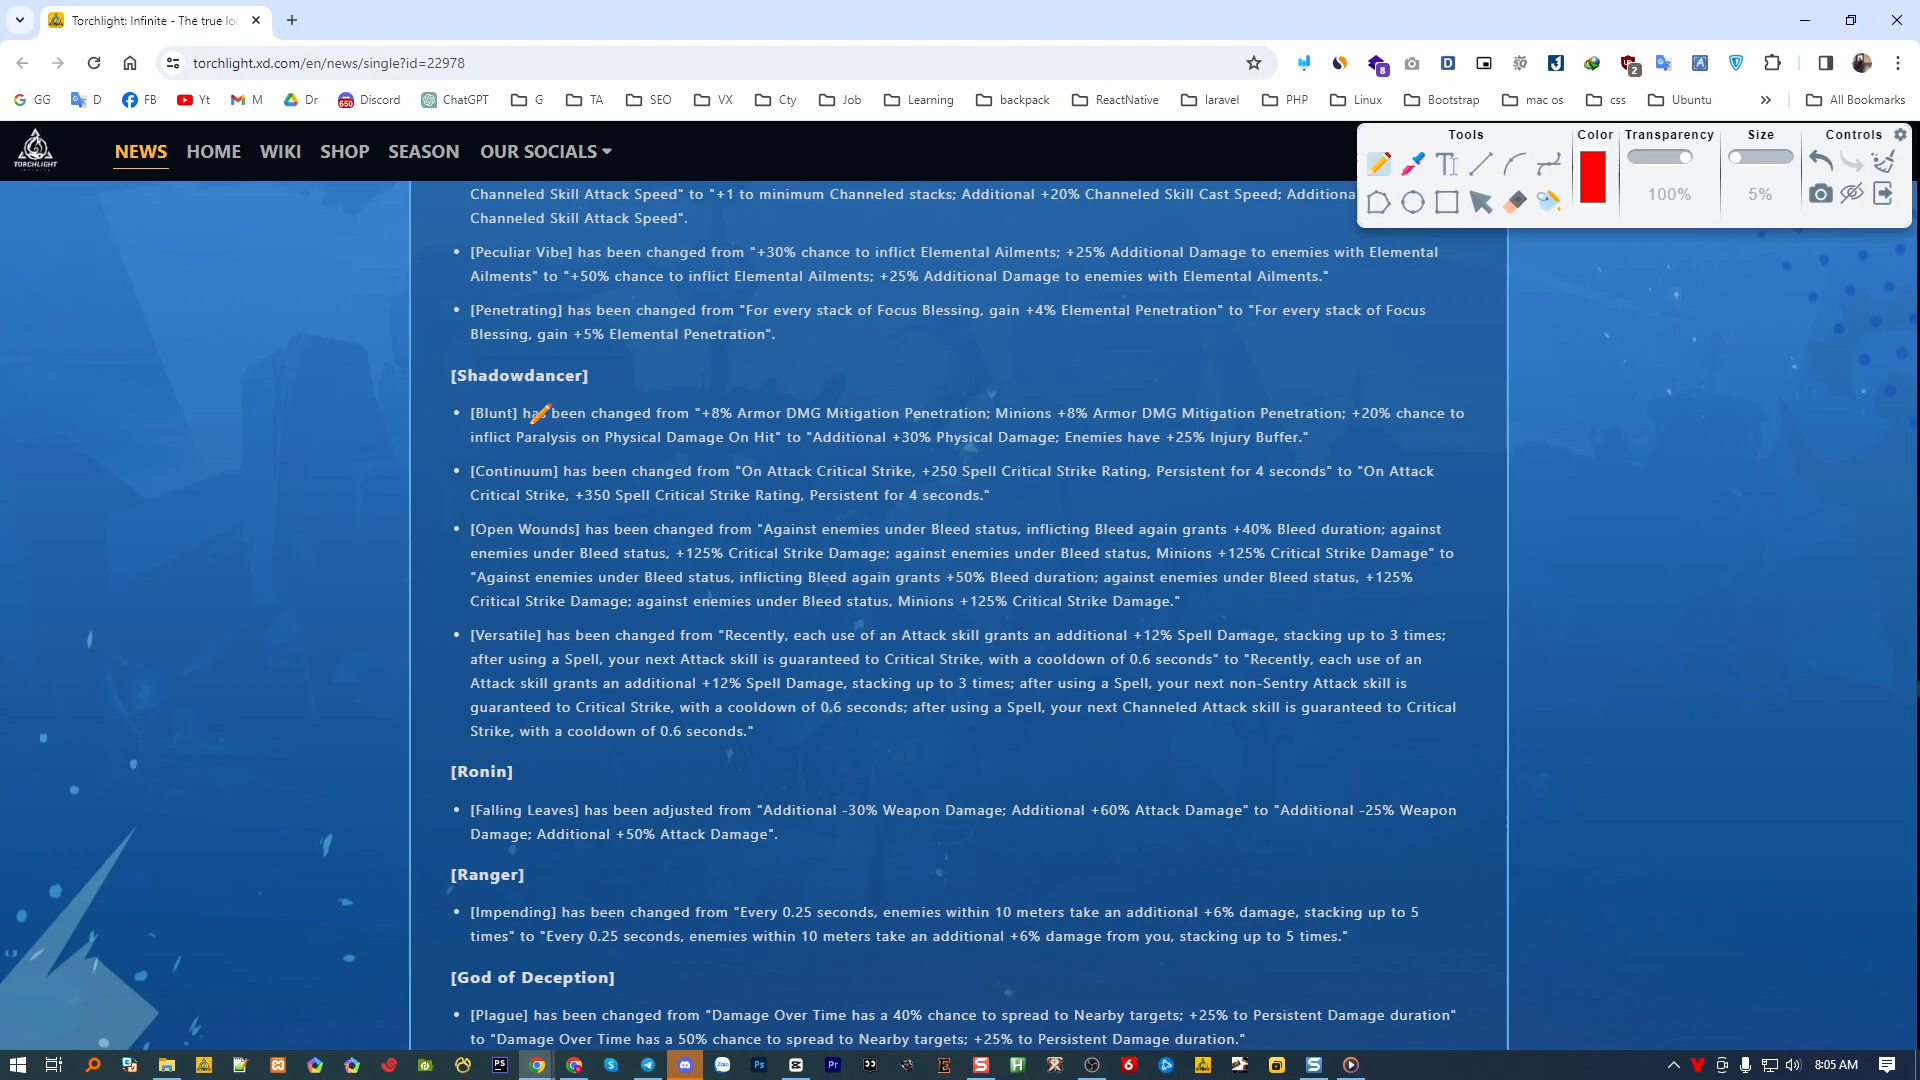 Torchlight: Infinite - The true lo
torchlight.xd.com/en/news/single?id=22978
8
2
GG
D
FB
Yt
M
Dr
Discord
ChatGPT
G
TA
SEO
VX
Cty
Job
Learning
backpack
ReactNative
laravel
PHP
Linux
Bootstrap
mac os
css
Ubuntu
All Bookmarks
TORCHLIGHT
NEWS
HOME
WIKI
SHOP
SEASON
OUR SOCIALS
Tools
Color
Transparency
Size
Controls
100%
5%
Channeled Skill Attack Speed" to "+1 to minimum Channeled stacks; Additional +20% Channeled Skill Cast Speed; Additiona
Channeled Skill Attack Speed".
• [Peculiar Vibe] has been changed from "+30% chance to inflict Elemental Ailments; +25% Additional Damage to enemies with Elemental
Ailments" to "+50% chance to inflict Elemental Ailments; +25% Additional Damage to enemies with Elemental Ailments."
• [Penetrating] has been changed from "For every stack of Focus Blessing, gain +4% Elemental Penetration" to "For every stack of Focus
Blessing, gain +5% Elemental Penetration".
[Shadowdancer]
• [Blunt] has been changed from "+8% Armor DMG Mitigation Penetration; Minions +8% Armor DMG Mitigation Penetration; +20% chance to
inflict Paralysis on Physical Damage On Hit" to "Additional +30% Physical Damage; Enemies have +25% Injury Buffer."
• [Continuum] has been changed from "On Attack Critical Strike, +250 Spell Critical Strike Rating, Persistent for 4 seconds" to "On Attack
Critical Strike, +350 Spell Critical Strike Rating, Persistent for 4 seconds."
• [Open Wounds] has been changed from "Against enemies under Bleed status, inflicting Bleed again grants +40% Bleed duration; against
enemies under Bleed status, +125% Critical Strike Damage; against enemies under Bleed status, Minions +125% Critical Strike Damage" to
"Against enemies under Bleed status, inflicting Bleed again grants +50% Bleed duration; against enemies under Bleed status, +125%
Critical Strike Damage; against enemies under Bleed status, Minions +125% Critical Strike Damage."
• [Versatile] has been changed from "Recently, each use of an Attack skill grants an additional +12% Spell Damage, stacking up to 3 times;
after using a Spell, your next Attack skill is guaranteed to Critical Strike, with a cooldown of 0.6 seconds" to "Recently, each use of an
Attack skill grants an additional +12% Spell Damage, stacking up to 3 times; after using a Spell, your next non-Sentry Attack skill is
guaranteed to Critical Strike, with a cooldown of 0.6 seconds; after using a Spell, your next Channeled Attack skill is guaranteed to Critical
Strike, with a cooldown of 0.6 seconds."
[Ronin]
• [Falling Leaves] has been adjusted from "Additional -30% Weapon Damage; Additional +60% Attack Damage" to "Additional -25% Weapon
Damage; Additional +50% Attack Damage".
[Ranger]
• [Impending] has been changed from "Every 0.25 seconds, enemies within 10 meters take an additional +6% damage, stacking up to 5
times" to "Every 0.25 seconds, enemies within 10 meters take an additional +6% damage from you, stacking up to 5 times."
[God of Deception]
• [Plague] has been changed from "Damage Over Time has a 40% chance to spread to Nearby targets; +25% to Persistent Damage duration"
to "Damage Over Time has a 50% chance to spread to Nearby targets; +25% to Persistent Damage duration."
8:05 AM